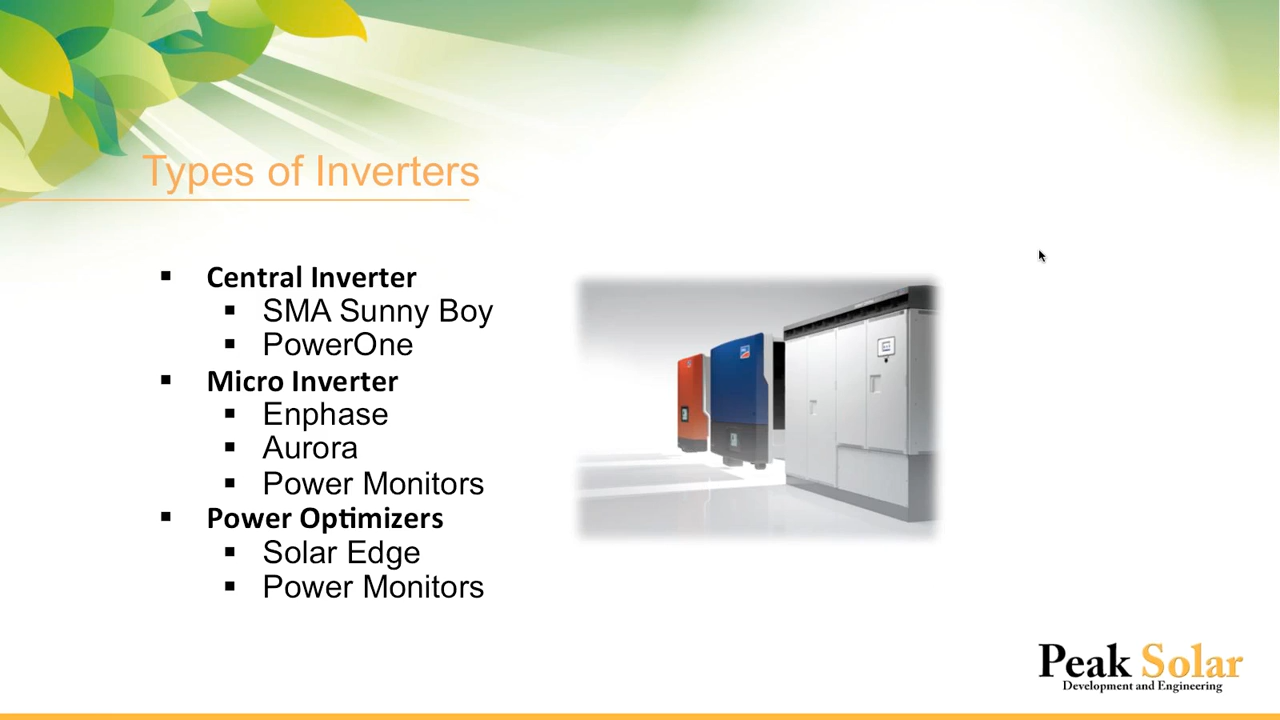 Types of Inverters
Central Inverter
SMA Sunny Boy
PowerOne
Micro Inverter
Enphase
Aurora
Power Monitors
Power Optimizers
Solar Edge
Power Monitors
Peak Solar
Development and Engineering